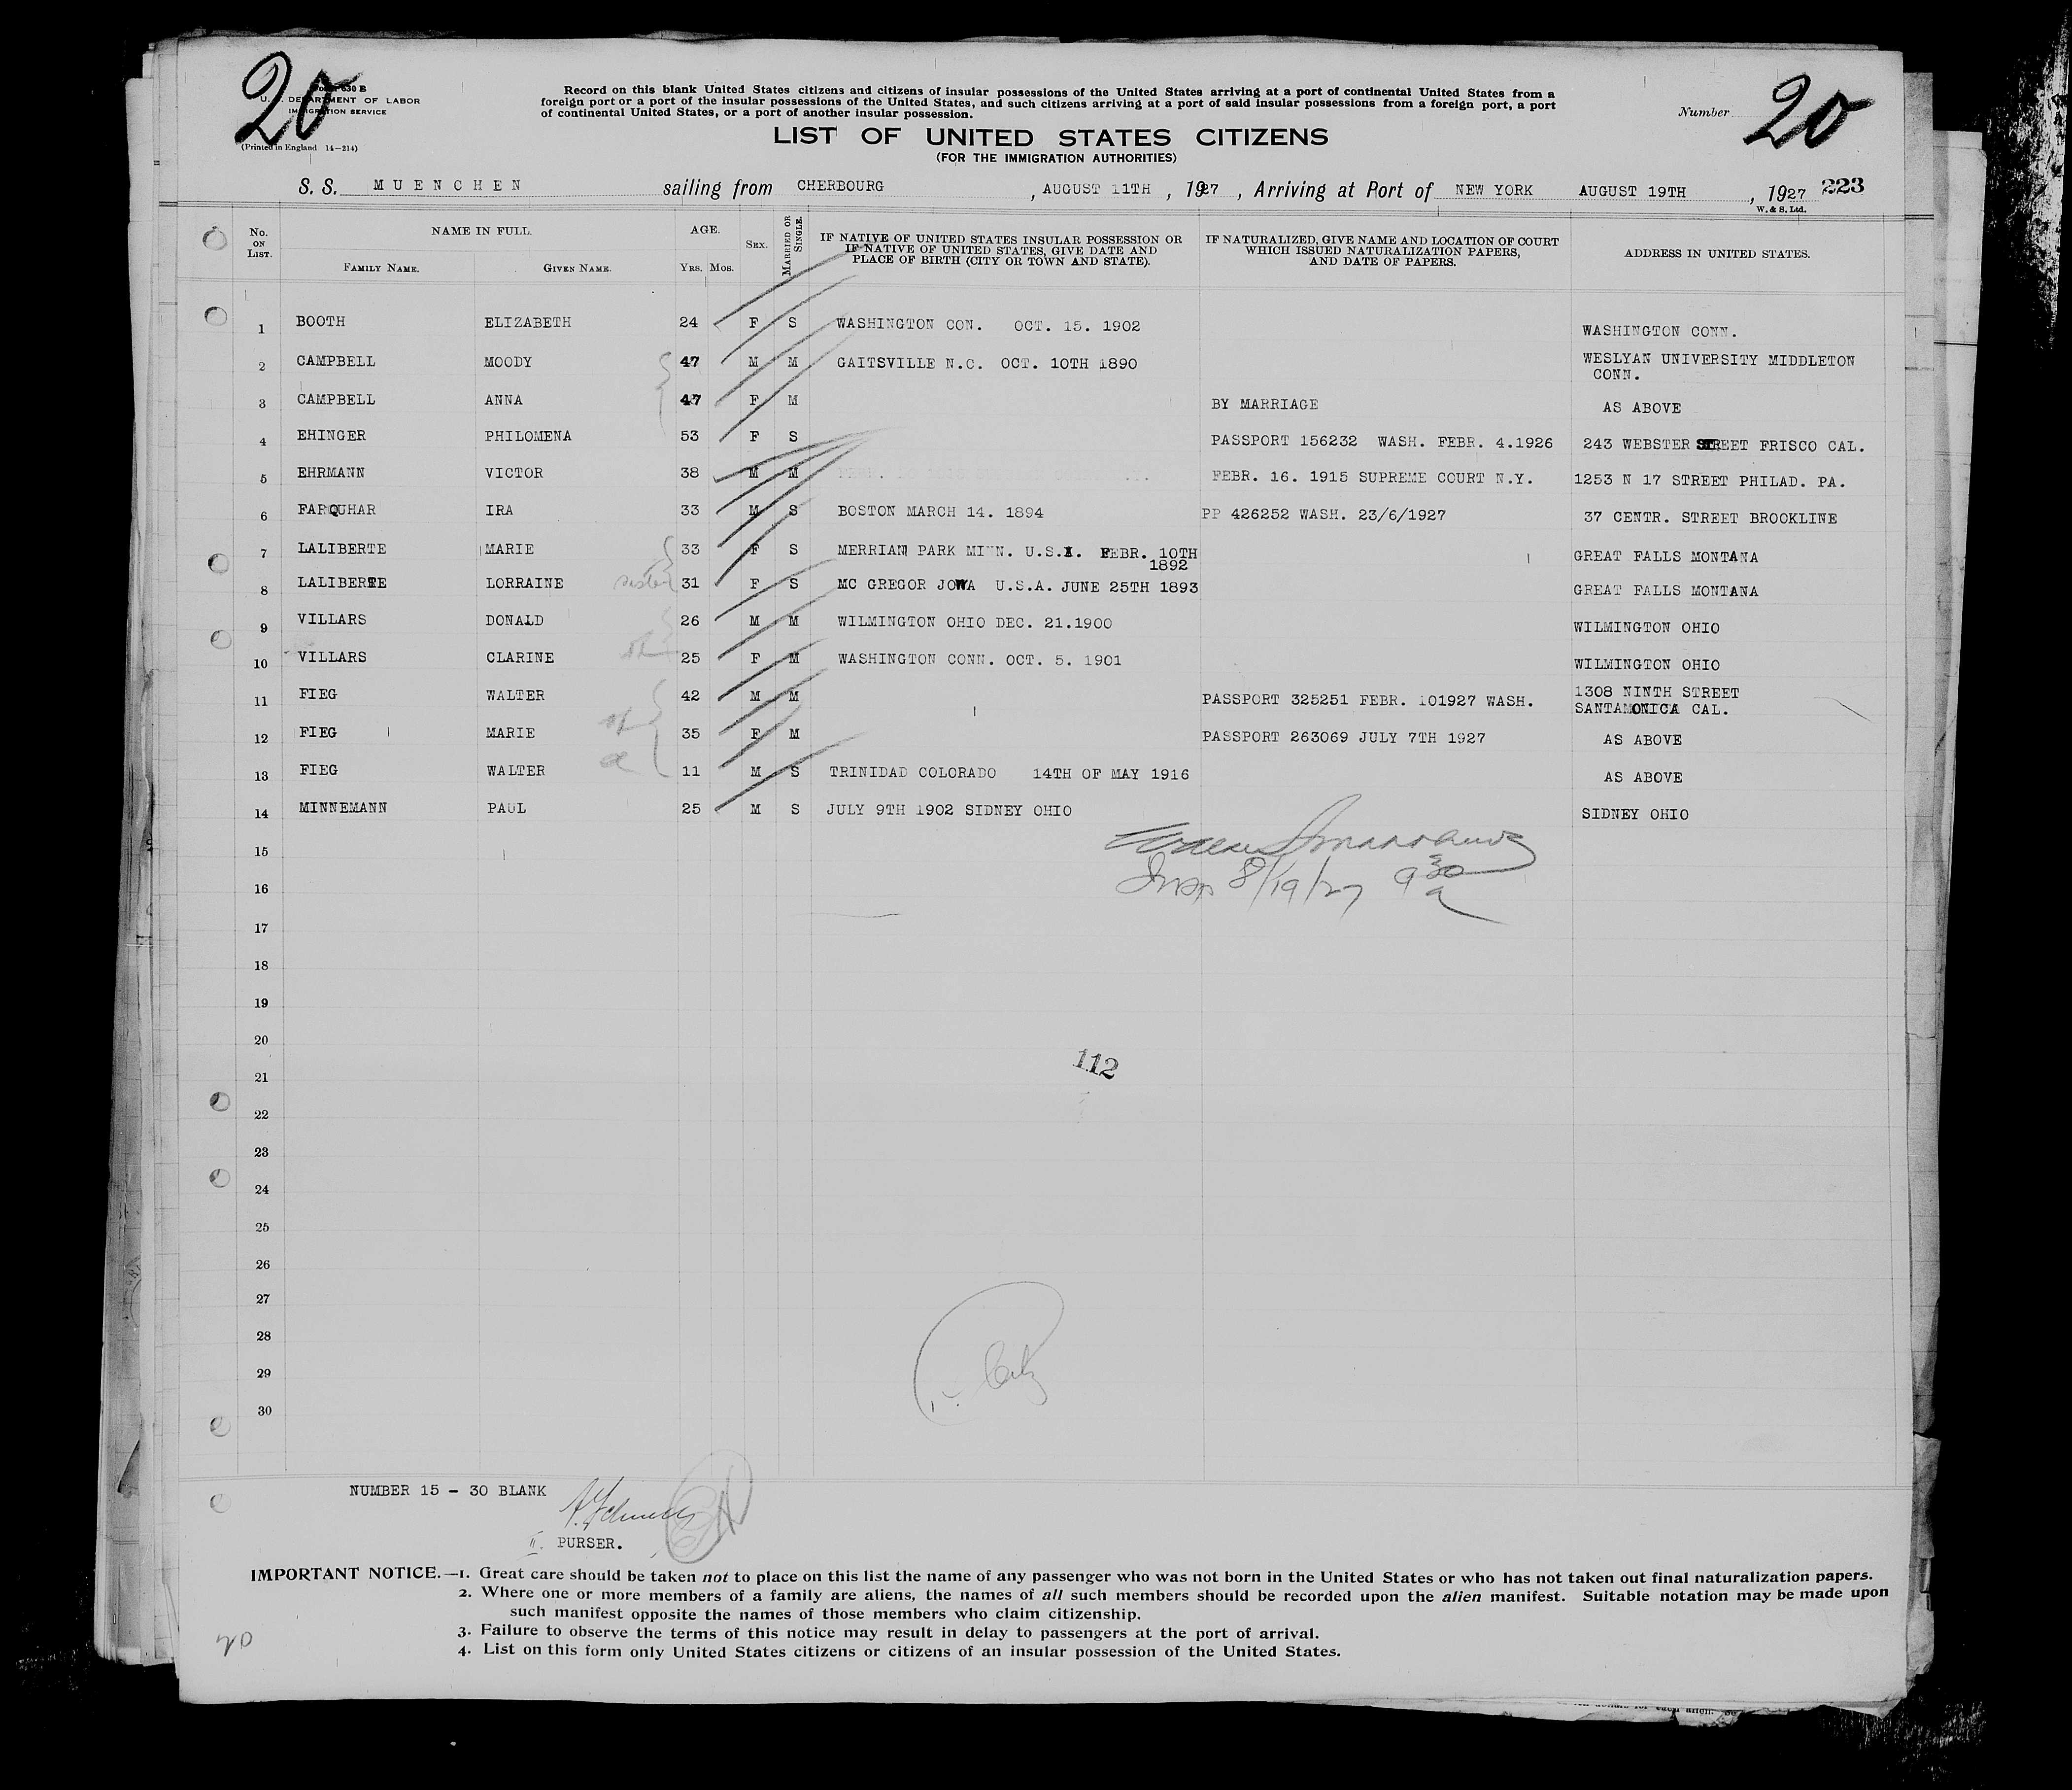 20
Form 630 B
U. S. DEPARTMENT OF LABOR
IMMIGRATION SERVICE
(Printed in England 14—214)
Record on this blank United States citizens and citizens of insular possessions of the United States arriving at a port of continental United States from a
foreign port or a port of the insular possessions of the United States, and such citizens arriving at a port of said insular possessions from a foreign port, a port
of continental United States, or a port of another insular possession.
Number 20
LIST OF UNITED STATES CITIZENS
(FOR THE IMMIGRATION AUTHORITIES)
S. S. MUENCHEN sailing from CHERBOURG , AUGUST 11TH , 1927 , Arriving at Port of NEW YORK AUGUST 19TH , 1927 223
W. & S. Ltd.
No. ON LIST. NAME IN FULL. AGE. SEX. MARRIED OR SINGLE. IF NATIVE OF UNITED STATES INSULAR POSSESSION OR IF NATIVE OF UNITED STATES, GIVE DATE AND PLACE OF BIRTH (CITY OR TOWN AND STATE). IF NATURALIZED, GIVE NAME AND LOCATION OF COURT WHICH ISSUED NATURALIZATION PAPERS, AND DATE OF PAPERS. ADDRESS IN UNITED STATES.
FAMILY NAME. GIVEN NAME. YRS. MOS.
1 BOOTH ELIZABETH 24 F S WASHINGTON CON. OCT. 15. 1902 WASHINGTON CONN.
2 CAMPBELL MOODY 47 M M GAITSVILLE N.C. OCT. 10TH 1890 WESLYAN UNIVERSITY MIDDLETON
CONN.
3 CAMPBELL ANNA 47 F M BY MARRIAGE AS ABOVE
4 EHINGER PHILOMENA 53 F S PASSPORT 156232 WASH. FEBR. 4.1926 243 WEBSTER STREET FRISCO CAL.
5 EHRMANN VICTOR 38 M M FEBR. 16. 1915 SUPREME COURT N.Y. 1253 N 17 STREET PHILAD. PA.
6 FARQUHAR IRA 33 M S BOSTON MARCH 14. 1894 PP 426252 WASH. 23/6/1927 37 CENTR. STREET BROOKLINE
7 LALIBERTE MARIE 33 F S MERRIAN PARK MINN. U.S.A. FEBR. 10TH GREAT FALLS MONTANA
1892
8 LALIBERTE LORRAINE sister 31 F S MC GREGOR JOWA U.S.A. JUNE 25TH 1893 GREAT FALLS MONTANA
9 VILLARS DONALD 26 M M WILMINGTON OHIO DEC. 21.1900 WILMINGTON OHIO
10 VILLARS CLARINE 25 F M WASHINGTON CONN. OCT. 5. 1901 WILMINGTON OHIO
11 FIEG WALTER 42 M M PASSPORT 325251 FEBR. 101927 WASH. 1308 NINTH STREET
SANTAMONICA CAL.
12 FIEG MARIE 35 F M PASSPORT 263069 JULY 7TH 1927 AS ABOVE
13 FIEG WALTER 11 M S TRINIDAD COLORADO 14TH OF MAY 1916 AS ABOVE
14 MINNEMANN PAUL 25 M S JULY 9TH 1902 SIDNEY OHIO SIDNEY OHIO
15
Insp 8/19/27 9 30 a
16
17
18
19
20
112
21
22
23
24
25
26
27
28
29
30
NUMBER 15 - 30 BLANK
II. PURSER.
IMPORTANT NOTICE.—1. Great care should be taken not to place on this list the name of any passenger who was not born in the United States or who has not taken out final naturalization papers.
2. Where one or more members of a family are aliens, the names of all such members should be recorded upon the alien manifest. Suitable notation may be made upon
such manifest opposite the names of those members who claim citizenship.
3. Failure to observe the terms of this notice may result in delay to passengers at the port of arrival.
4. List on this form only United States citizens or citizens of an insular possession of the United States.
20